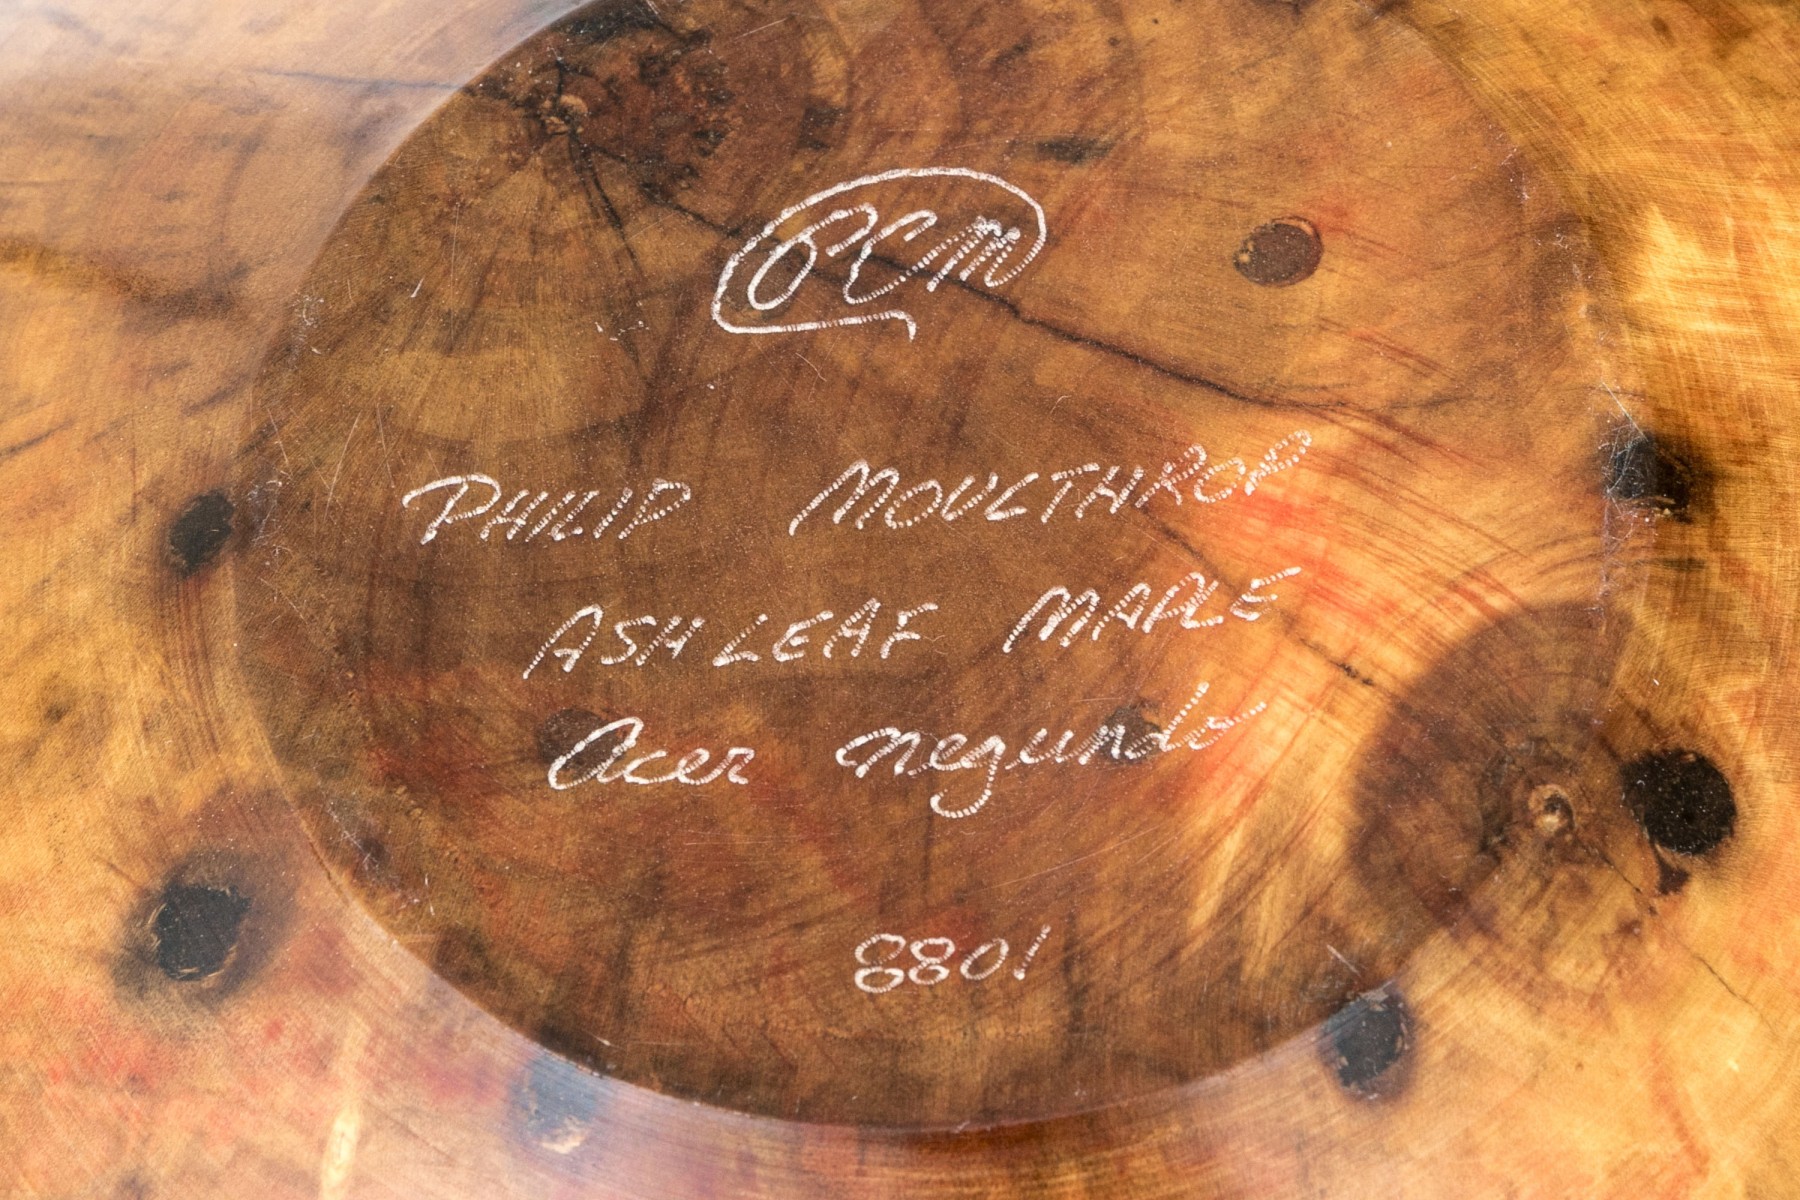 PCM
PHILIP MOULTHROP
ASHLEAF MAPLE
Acer negundo
8801